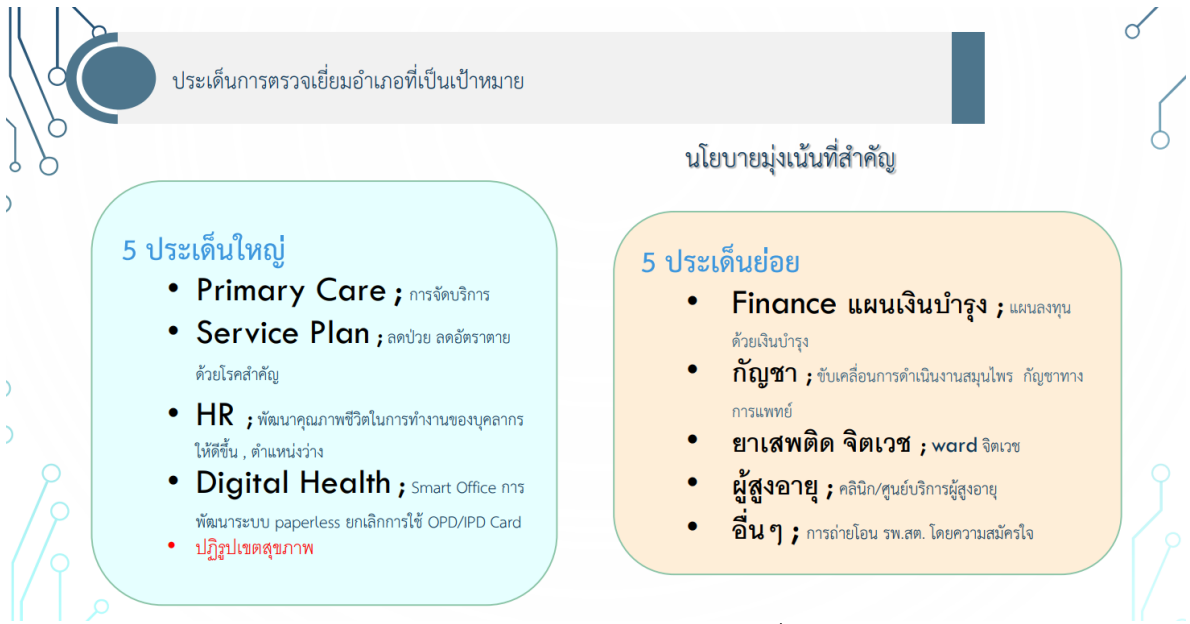 ประเด็นการตรวจเยี่ยมอำเภอที่เป็นเป้าหมาย
นโยบายมุ่งเน้นที่สำคัญ
5 ประเด็นใหญ่
• Primary Care ; การจัดบริการ
• Service Plan ; ลดป่วย ลดอัตราตาย
ด้วยโรคสำคัญ
• HR ; พัฒนาคุณภาพชีวิตในการทำงานของบุคลากร
ให้ดีขึ้น , ตำแหน่งว่าง
• Digital Health ; Smart Office การ
พัฒนาระบบ paperless ยกเลิกการใช้ OPD/IPD Card
• ปฏิรูปเขตสุขภาพ
5 ประเด็นย่อย
• Finance แผนเงินบำรุง ; แผนลงทุน
ด้วยเงินบำรุง
• กัญชา ; ขับเคลื่อนการดำเนินงานสมุนไพร กัญชาทาง
การแพทย์
• ยาเสพติด จิตเวช ; ward จิตเวช
• ผู้สูงอายุ ; คลินิก/ศูนย์บริการผู้สูงอายุ
• อื่น ๆ ; การถ่ายโอน รพ.สต. โดยความสมัครใจ